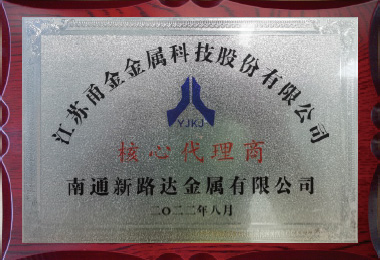 江苏甬金金属科技股份有限公司
YJKJ
核心代理商
南通新路达金属有限公司
二〇二二年八月